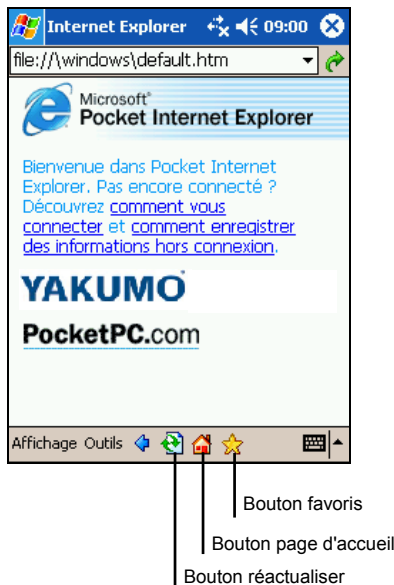 Internet Explorer 09:00
file://\windows\default.htm
Microsoft®
Pocket Internet Explorer
Bienvenue dans Pocket Internet
Explorer. Pas encore connecté ?
Découvrez comment vous
connecter et comment enregistrer
des informations hors connexion.
YAKUMO
PocketPC.com
Affichage Outils
Bouton favoris
Bouton page d'accueil
Bouton réactualiser